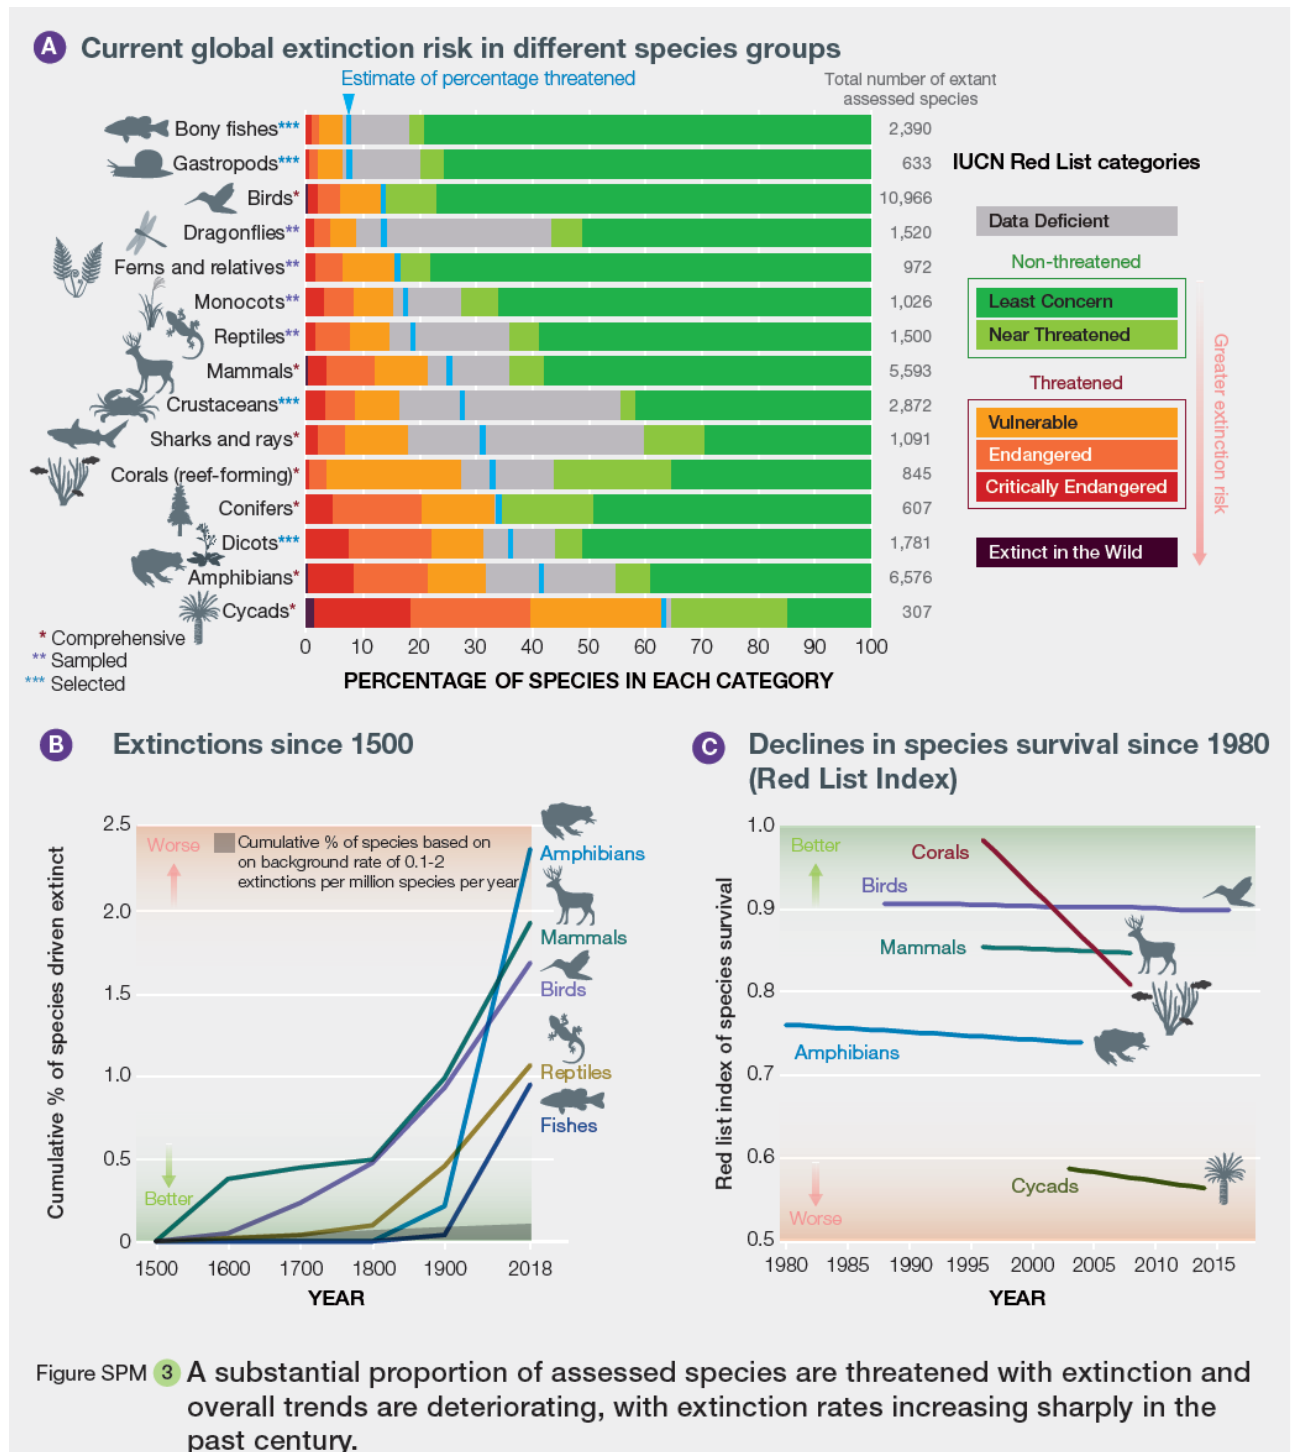 A Current global extinction risk in different species groups
Estimate of percentage threatened
Total number of extant
assessed species
Bony fishes*** 2,390
Gastropods*** 633
Birds* 10,966
Dragonflies** 1,520
Ferns and relatives** 972
Monocots** 1,026
Reptiles** 1,500
Mammals* 5,593
Crustaceans*** 2,872
Sharks and rays* 1,091
Corals (reef-forming)* 845
Conifers* 607
Dicots*** 1,781
Amphibians* 6,576
Cycads* 307
0 10 20 30 40 50 60 70 80 90 100
PERCENTAGE OF SPECIES IN EACH CATEGORY
* Comprehensive
** Sampled
*** Selected
IUCN Red List categories
Data Deficient
Non-threatened
Least Concern
Near Threatened
Threatened
Vulnerable
Endangered
Critically Endangered
Extinct in the Wild
Greater extinction risk
B Extinctions since 1500
Cumulative % of species driven extinct
2.5
2.0
1.5
1.0
0.5
0
Worse
Cumulative % of species based on
on background rate of 0.1-2
extinctions per million species per year
Amphibians
Mammals
Birds
Reptiles
Fishes
Better
1500 1600 1700 1800 1900 2018
YEAR
C Declines in species survival since 1980
(Red List Index)
Red list index of species survival
1.0
0.9
0.8
0.7
0.6
0.5
Better
Corals
Birds
Mammals
Amphibians
Cycads
Worse
1980 1985 1990 1995 2000 2005 2010 2015
YEAR
Figure SPM 3 A substantial proportion of assessed species are threatened with extinction and
overall trends are deteriorating, with extinction rates increasing sharply in the
past century.